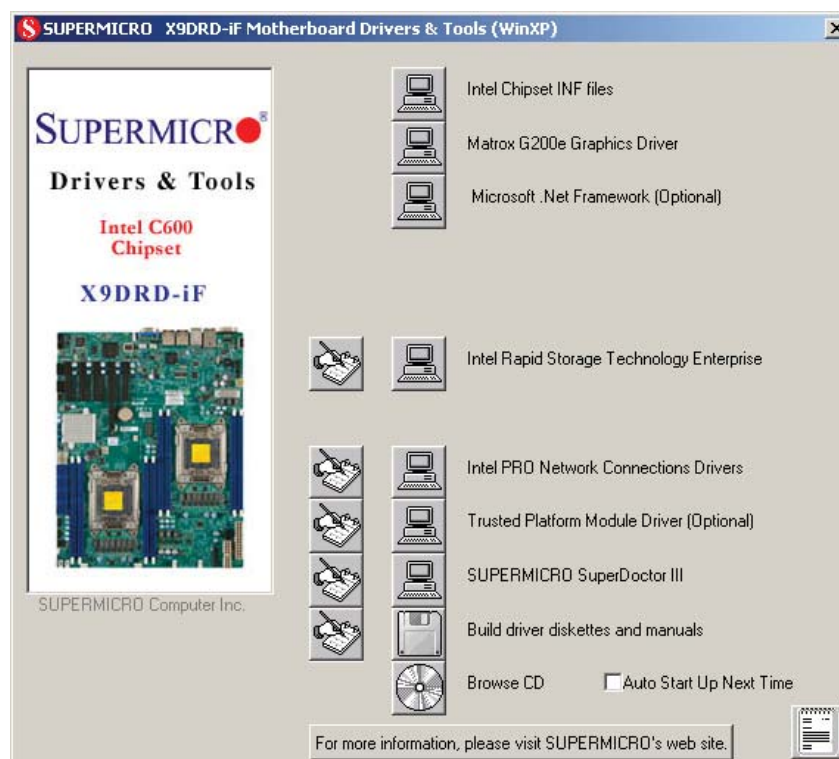 SUPERMICRO X9DRD-iF Motherboard Drivers & Tools (WinXP)
SUPERMICRO®
Drivers & Tools
Intel C600
Chipset
X9DRD-iF
SUPERMICRO Computer Inc.
Intel Chipset INF files
Matrox G200e Graphics Driver
Microsoft .Net Framework (Optional)
Intel Rapid Storage Technology Enterprise
Intel PRO Network Connections Drivers
Trusted Platform Module Driver (Optional)
SUPERMICRO SuperDoctor III
Build driver diskettes and manuals
Browse CD Auto Start Up Next Time
For more information, please visit SUPERMICRO's web site.